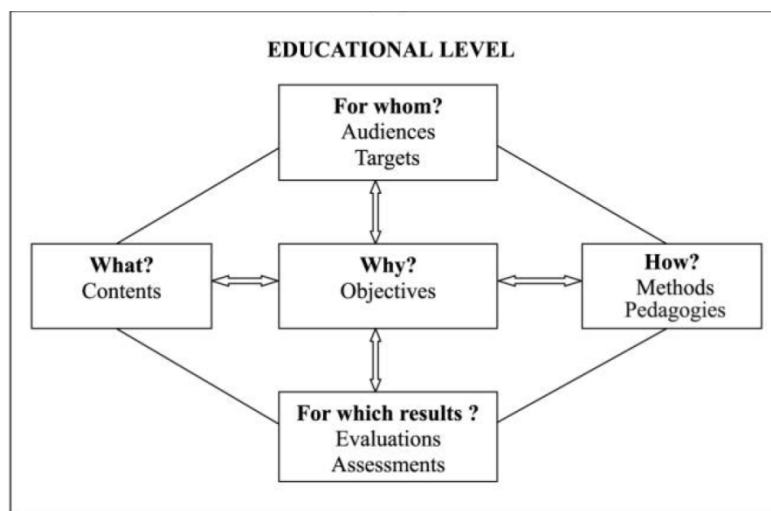 EDUCATIONAL LEVEL
For whom?
Audiences
Targets
What?
Contents
Why?
Objectives
How?
Methods
Pedagogies
For which results ?
Evaluations
Assessments